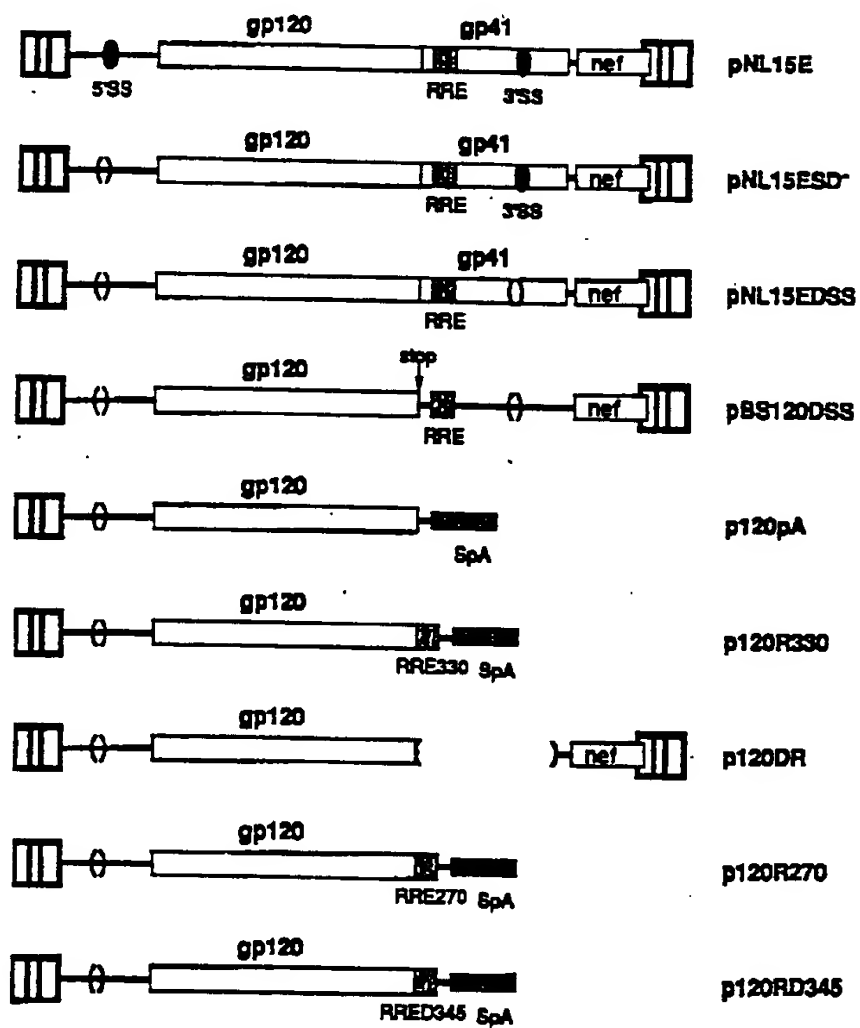 gp120 gp41
nef pNL15E
5'SS RRE 3'SS
gp120 gp41
nef pNL15ESD-
RRE 3'SS
gp120 gp41
nef pNL15EDSS
RRE
gp120 stop
nef pBS120DSS
RRE
gp120
p120pA
SpA
gp120
p120R330
RRE330 SpA
gp120
nef p120DR
gp120
p120R270
RRE270 SpA
gp120
p120RD345
RRED345 SpA